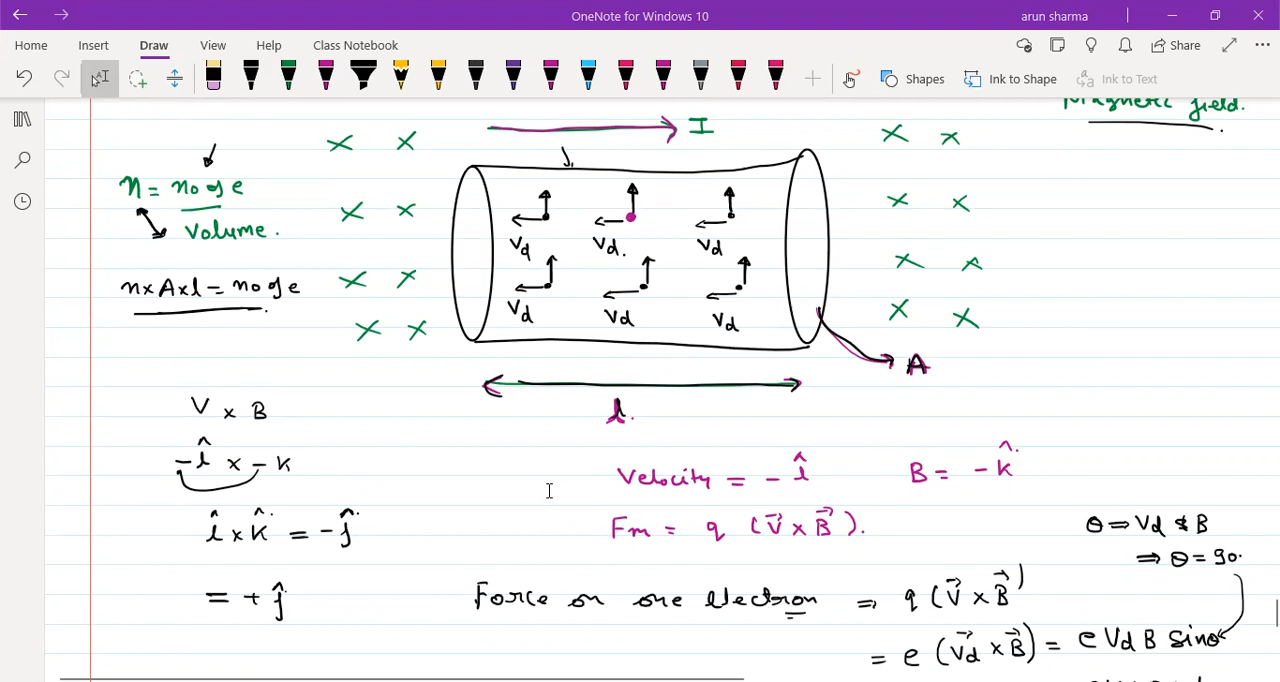 OneNote for Windows 10
arun sharma
Home Insert Draw View Help Class Notebook
Share
Shapes Ink to Shape Ink to Text
Magnetic field.
I
n = no of e
volume.
n×A×l = no of e
Vd Vd. Vd
Vd Vd Vd
A
l.
V × B
-î × -k
î × k̂ = -ĵ
= + ĵ
Velocity = - î
B = - k̂
Fm = q (V⃗ × B⃗).
θ ⇒ Vd & B
⇒ θ = 90.
Force on one electron = q (V⃗ × B⃗)
= e (V⃗d × B⃗) = e Vd B sinθ